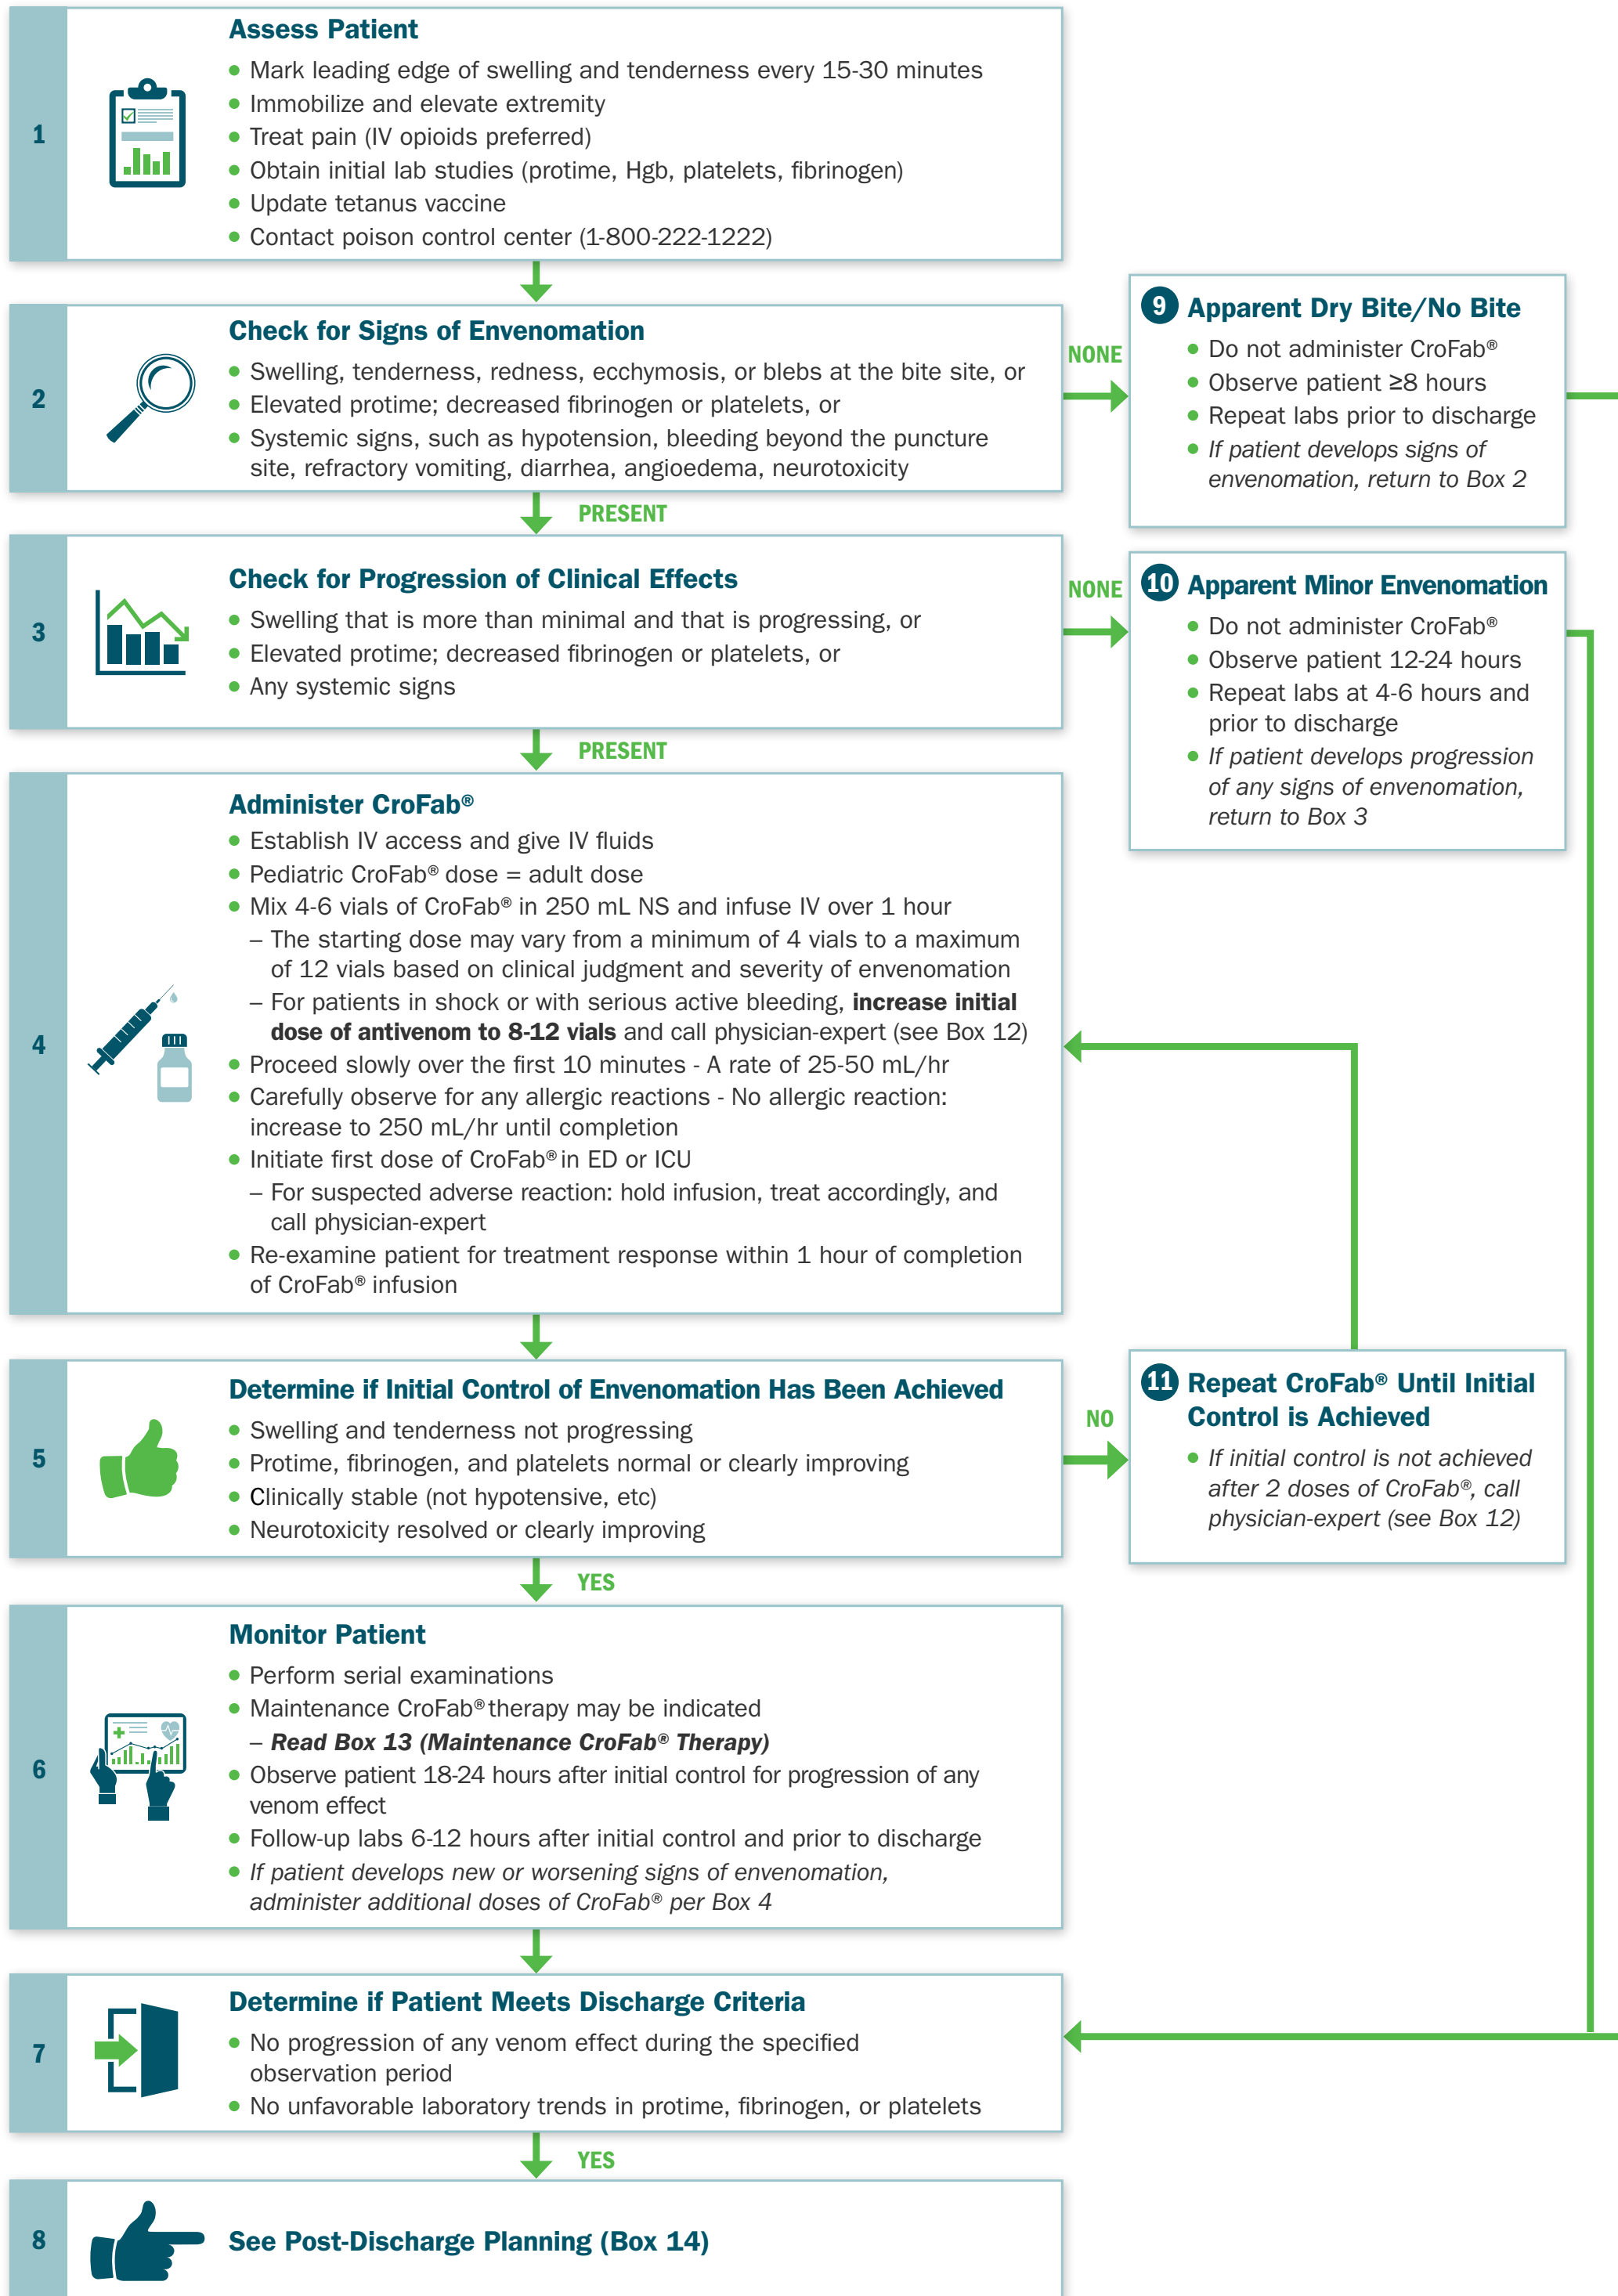 1
Assess Patient
• Mark leading edge of swelling and tenderness every 15-30 minutes
• Immobilize and elevate extremity
• Treat pain (IV opioids preferred)
• Obtain initial lab studies (protime, Hgb, platelets, fibrinogen)
• Update tetanus vaccine
• Contact poison control center (1-800-222-1222)
2
Check for Signs of Envenomation
• Swelling, tenderness, redness, ecchymosis, or blebs at the bite site, or
• Elevated protime; decreased fibrinogen or platelets, or
• Systemic signs, such as hypotension, bleeding beyond the puncture
site, refractory vomiting, diarrhea, angioedema, neurotoxicity
NONE
9 Apparent Dry Bite/No Bite
• Do not administer CroFab®
• Observe patient ≥8 hours
• Repeat labs prior to discharge
• If patient develops signs of
envenomation, return to Box 2
PRESENT
3
Check for Progression of Clinical Effects
• Swelling that is more than minimal and that is progressing, or
• Elevated protime; decreased fibrinogen or platelets, or
• Any systemic signs
NONE
10 Apparent Minor Envenomation
• Do not administer CroFab®
• Observe patient 12-24 hours
• Repeat labs at 4-6 hours and
prior to discharge
• If patient develops progression
of any signs of envenomation,
return to Box 3
PRESENT
4
Administer CroFab®
• Establish IV access and give IV fluids
• Pediatric CroFab® dose = adult dose
• Mix 4-6 vials of CroFab® in 250 mL NS and infuse IV over 1 hour
– The starting dose may vary from a minimum of 4 vials to a maximum
of 12 vials based on clinical judgment and severity of envenomation
– For patients in shock or with serious active bleeding, increase initial
dose of antivenom to 8-12 vials and call physician-expert (see Box 12)
• Proceed slowly over the first 10 minutes - A rate of 25-50 mL/hr
• Carefully observe for any allergic reactions - No allergic reaction:
increase to 250 mL/hr until completion
• Initiate first dose of CroFab® in ED or ICU
– For suspected adverse reaction: hold infusion, treat accordingly, and
call physician-expert
• Re-examine patient for treatment response within 1 hour of completion
of CroFab® infusion
5
Determine if Initial Control of Envenomation Has Been Achieved
• Swelling and tenderness not progressing
• Protime, fibrinogen, and platelets normal or clearly improving
• Clinically stable (not hypotensive, etc)
• Neurotoxicity resolved or clearly improving
NO
11 Repeat CroFab® Until Initial
Control is Achieved
• If initial control is not achieved
after 2 doses of CroFab®, call
physician-expert (see Box 12)
YES
6
Monitor Patient
• Perform serial examinations
• Maintenance CroFab® therapy may be indicated
– Read Box 13 (Maintenance CroFab® Therapy)
• Observe patient 18-24 hours after initial control for progression of any
venom effect
• Follow-up labs 6-12 hours after initial control and prior to discharge
• If patient develops new or worsening signs of envenomation,
administer additional doses of CroFab® per Box 4
7
Determine if Patient Meets Discharge Criteria
• No progression of any venom effect during the specified
observation period
• No unfavorable laboratory trends in protime, fibrinogen, or platelets
YES
8
See Post-Discharge Planning (Box 14)